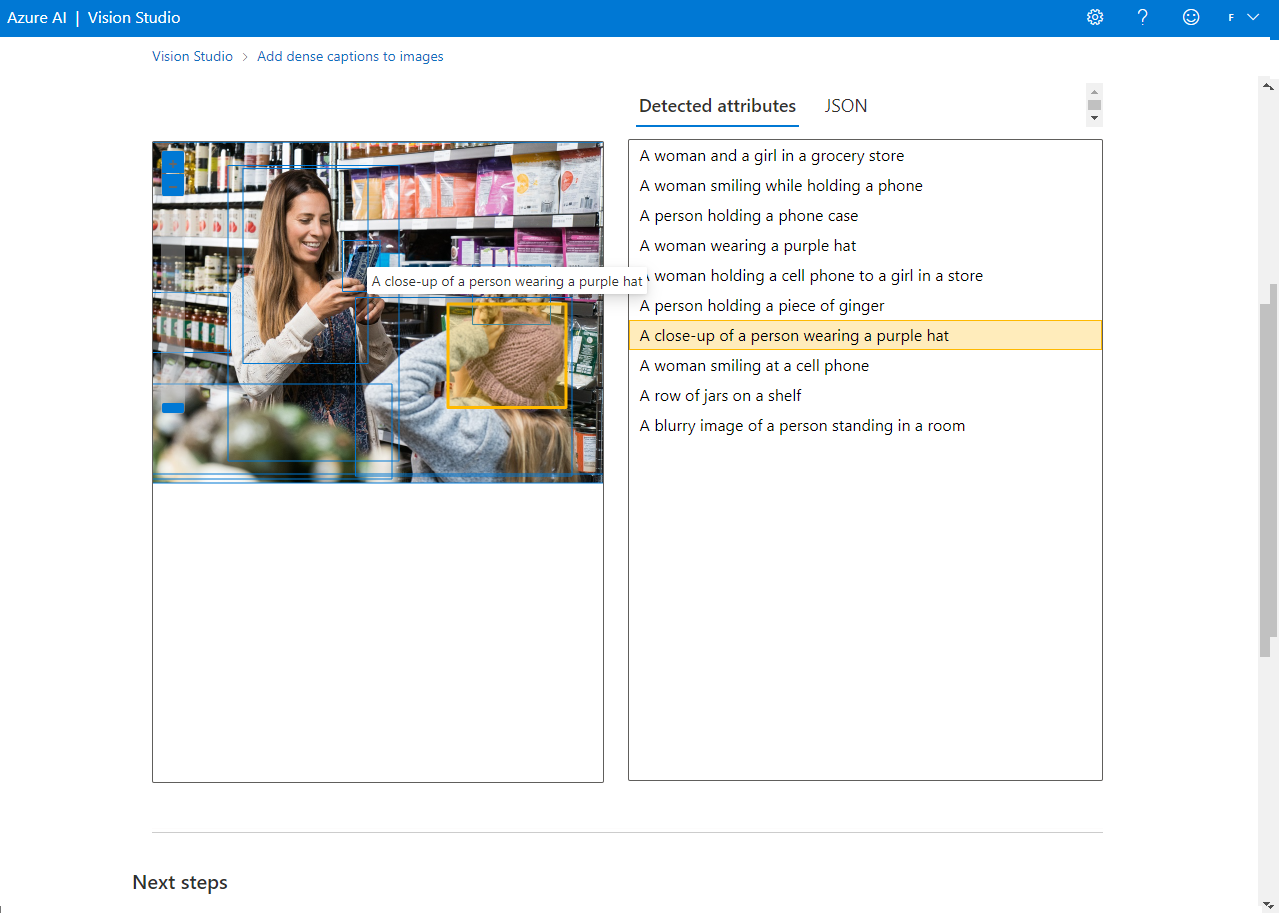 Azure AI | Vision Studio
F
Vision Studio > Add dense captions to images
Detected attributes JSON
A woman and a girl in a grocery store
A woman smiling while holding a phone
A person holding a phone case
A woman wearing a purple hat
woman holding a cell phone to a girl in a store
A person holding a piece of ginger
A close-up of a person wearing a purple hat
A woman smiling at a cell phone
A row of jars on a shelf
A blurry image of a person standing in a room
A close-up of a person wearing a purple hat
Next steps